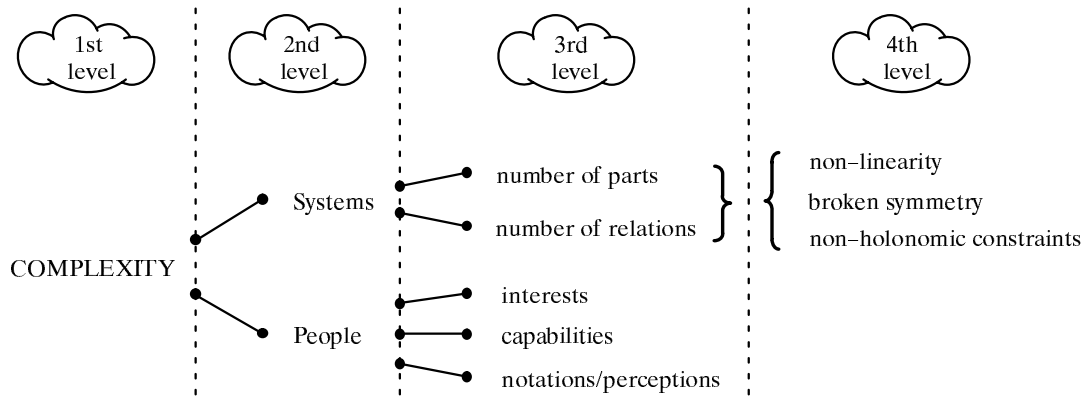 1st
level
2nd
level
3rd
level
4th
level
COMPLEXITY
Systems
People
number of parts
number of relations
interests
capabilities
notations/perceptions
non-linearity
broken symmetry
non-holonomic constraints